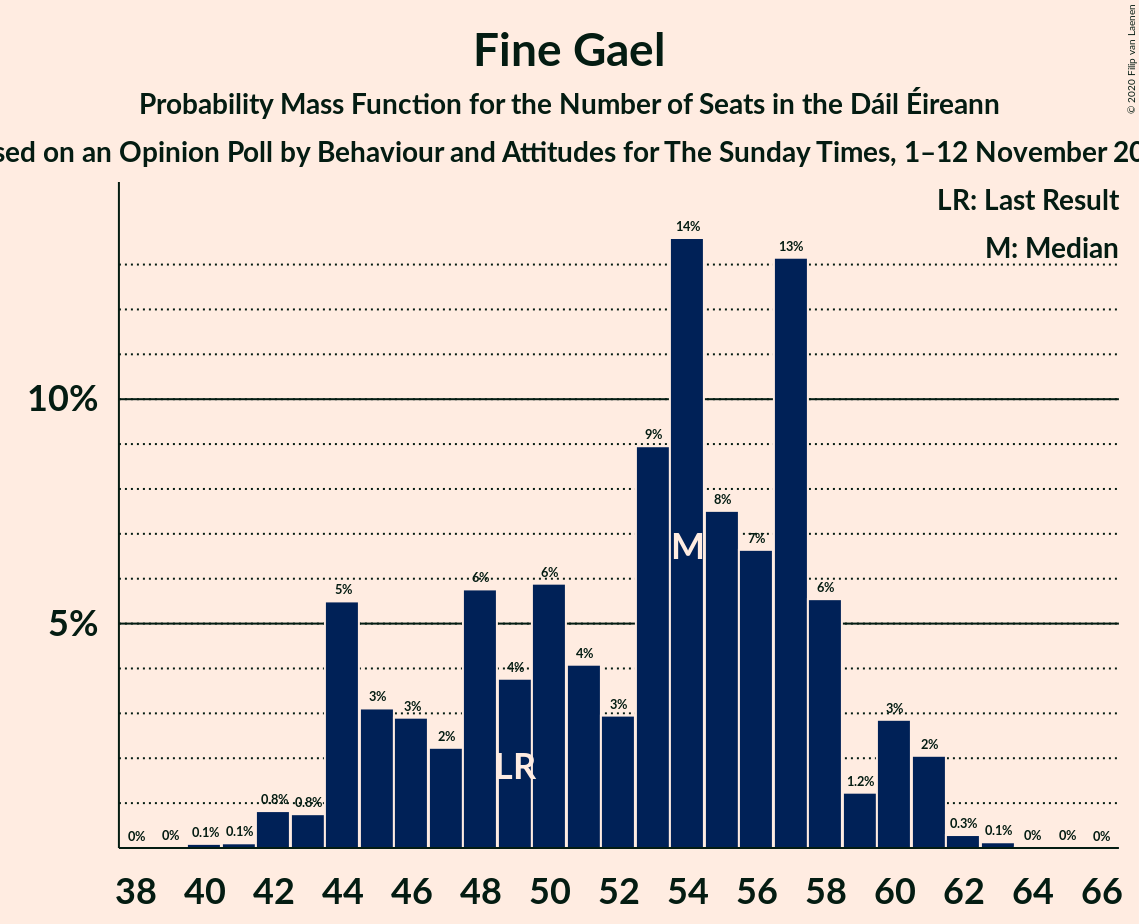 © 2020 Filip van Laenen
Fine Gael
Probability Mass Function for the Number of Seats in the Dáil Éireann
sed on an Opinion Poll by Behaviour and Attitudes for The Sunday Times, 1–12 November 20
LR: Last Result
M: Median
10%
5%
0% 0% 0.1% 0.1% 0.8% 0.8% 5% 3% 3% 2% 6% 4% 6% 4% 3% 9% 14% 8% 7% 13% 6% 1.2% 3% 2% 0.3% 0.1% 0% 0% 0%
M
LR
38 40 42 44 46 48 50 52 54 56 58 60 62 64 66